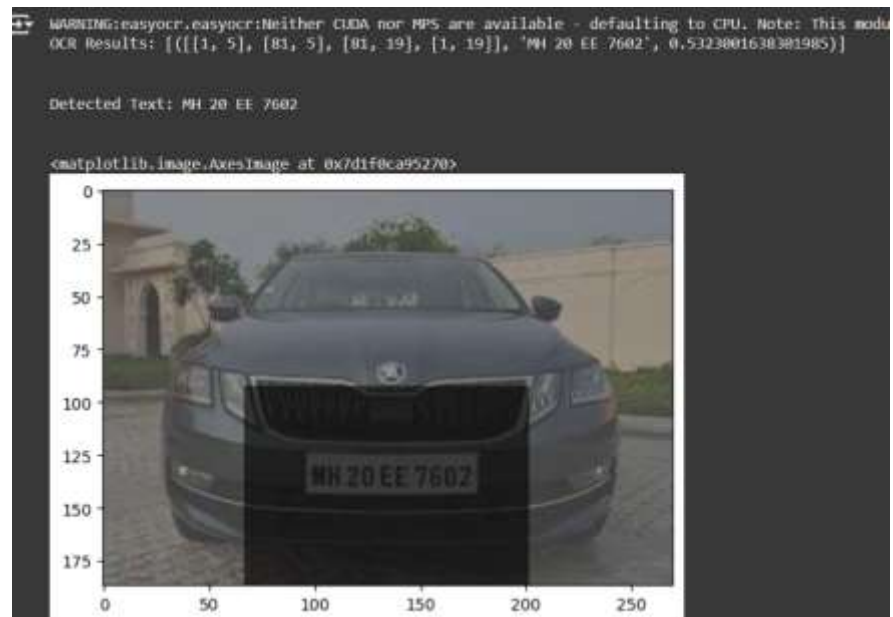 WARNING:easyocr.easyocr:Neither CUDA nor MPS are available - defaulting to CPU. Note: This modu
OCR Results: [([[1, 5], [81, 5], [81, 19], [1, 19]], 'MH 20 EE 7602', 0.5323001638301985)]
Detected Text: MH 20 EE 7602
<matplotlib.image.AxesImage at 0x7d1f0ca95270>
0
25
50
75
100
125
MH 20 EE 7602
150
175
0 50 100 150 200 250